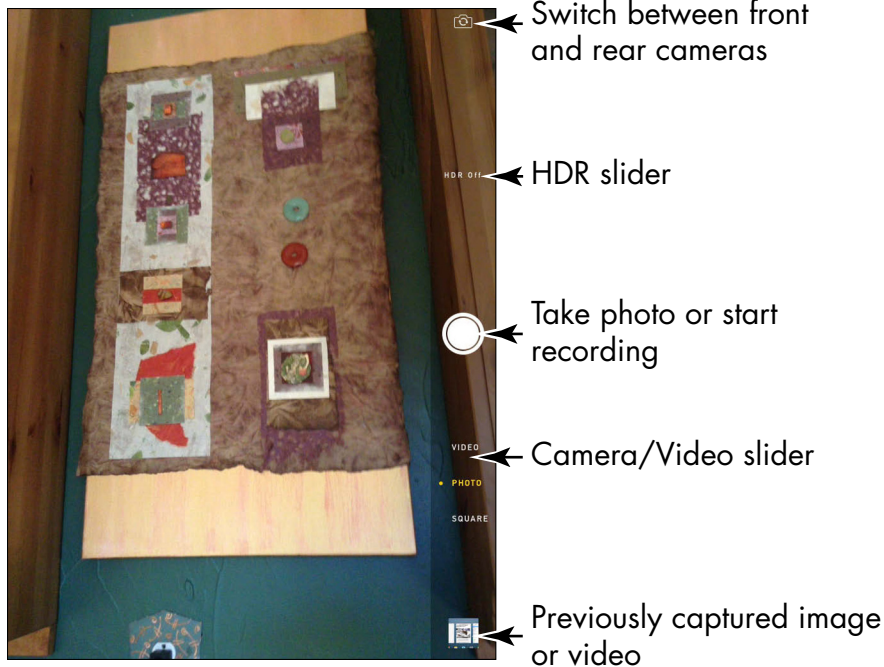 Switch between front
and rear cameras
HDR Off
HDR slider
Take photo or start
recording
VIDEO
Camera/Video slider
PHOTO
SQUARE
Previously captured image
or video